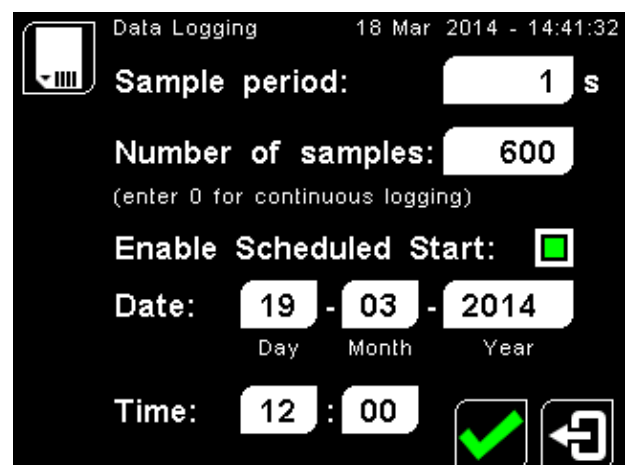 Data Logging 18 Mar 2014 - 14:41:32
Sample period: 1 s
Number of samples: 600
(enter 0 for continuous logging)
Enable Scheduled Start:
Date: 19 - 03 - 2014
Day Month Year
Time: 12 : 00